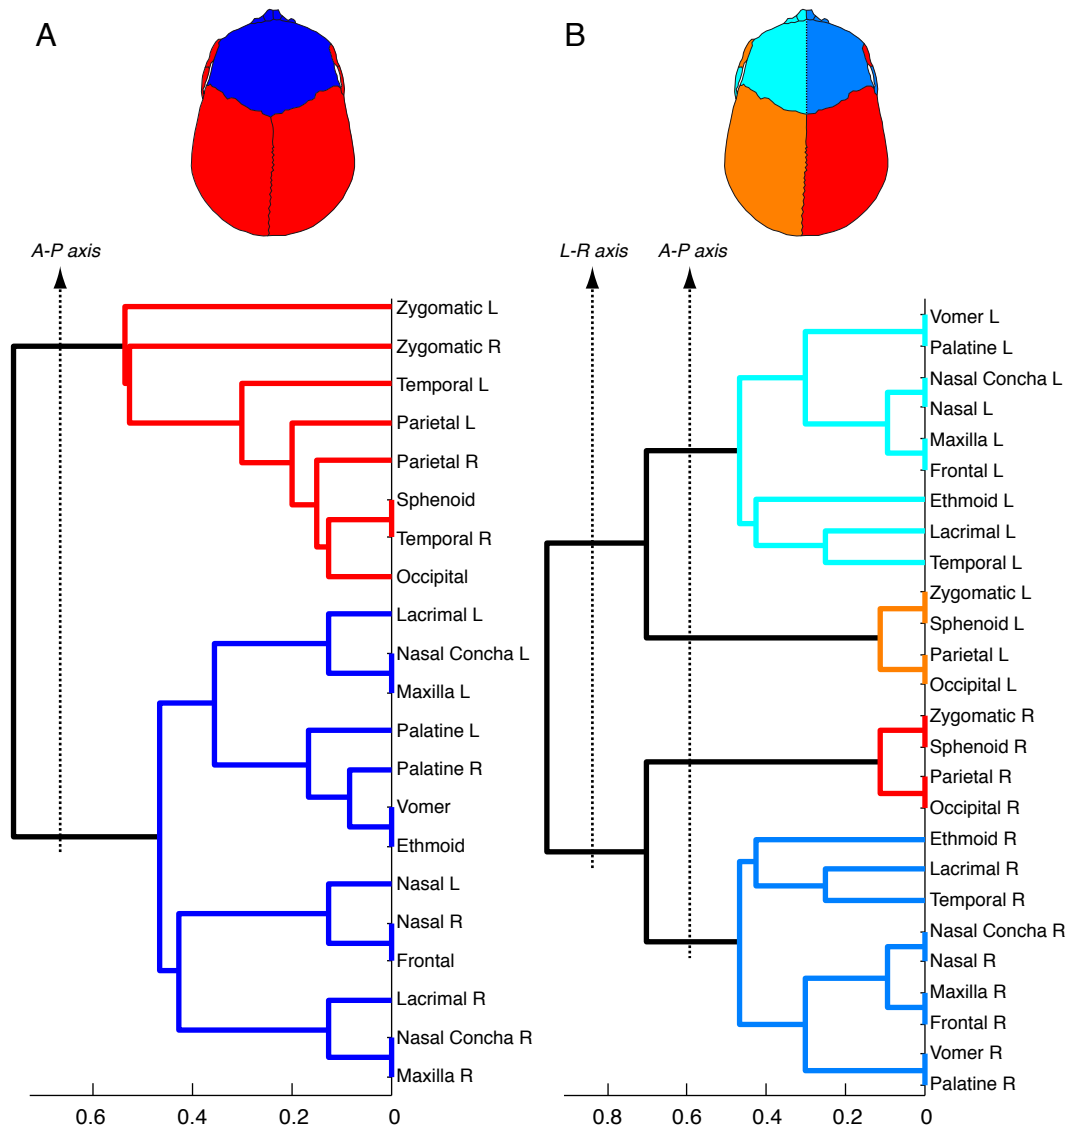 A
B
A-P axis
L-R axis
A-P axis
Zygomatic L
Zygomatic R
Temporal L
Parietal L
Parietal R
Sphenoid
Temporal R
Occipital
Lacrimal L
Nasal Concha L
Maxilla L
Palatine L
Palatine R
Vomer
Ethmoid
Nasal L
Nasal R
Frontal
Lacrimal R
Nasal Concha R
Maxilla R
0.6
0.4
0.2
0
Vomer L
Palatine L
Nasal Concha L
Nasal L
Maxilla L
Frontal L
Ethmoid L
Lacrimal L
Temporal L
Zygomatic L
Sphenoid L
Parietal L
Occipital L
Zygomatic R
Sphenoid R
Parietal R
Occipital R
Ethmoid R
Lacrimal R
Temporal R
Nasal Concha R
Nasal R
Maxilla R
Frontal R
Vomer R
Palatine R
0.8
0.6
0.4
0.2
0